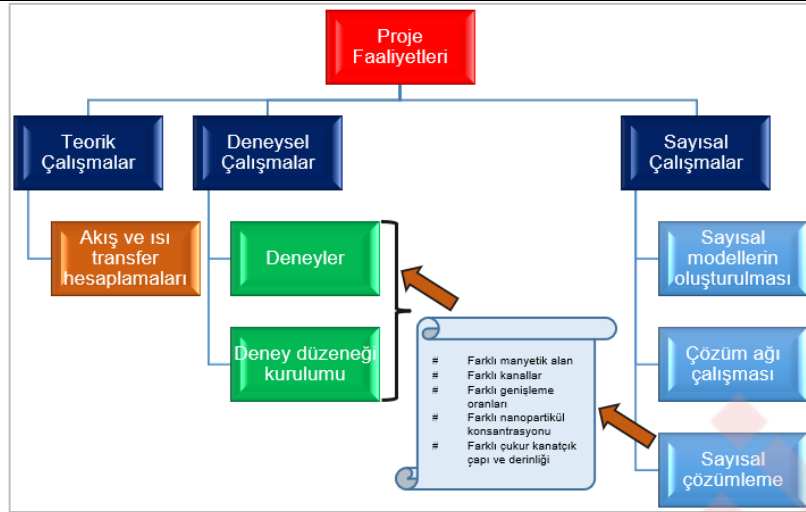 Proje
Faaliyetleri
Teorik
Çalışmalar
Deneysel
Çalışmalar
Sayısal
Çalışmalar
Akış ve ısı
transfer
hesaplamaları
Deneyler
Deney düzeneği
kurulumu
# Farklı manyetik alan
# Farklı kanallar
# Farklı genişleme
oranları
# Farklı nanopartikül
konsantrasyonu
# Farklı çukur kanatçık
çapı ve derinliği
Sayısal
modellerin
oluşturulması
Çözüm ağı
çalışması
Sayısal
çözümleme